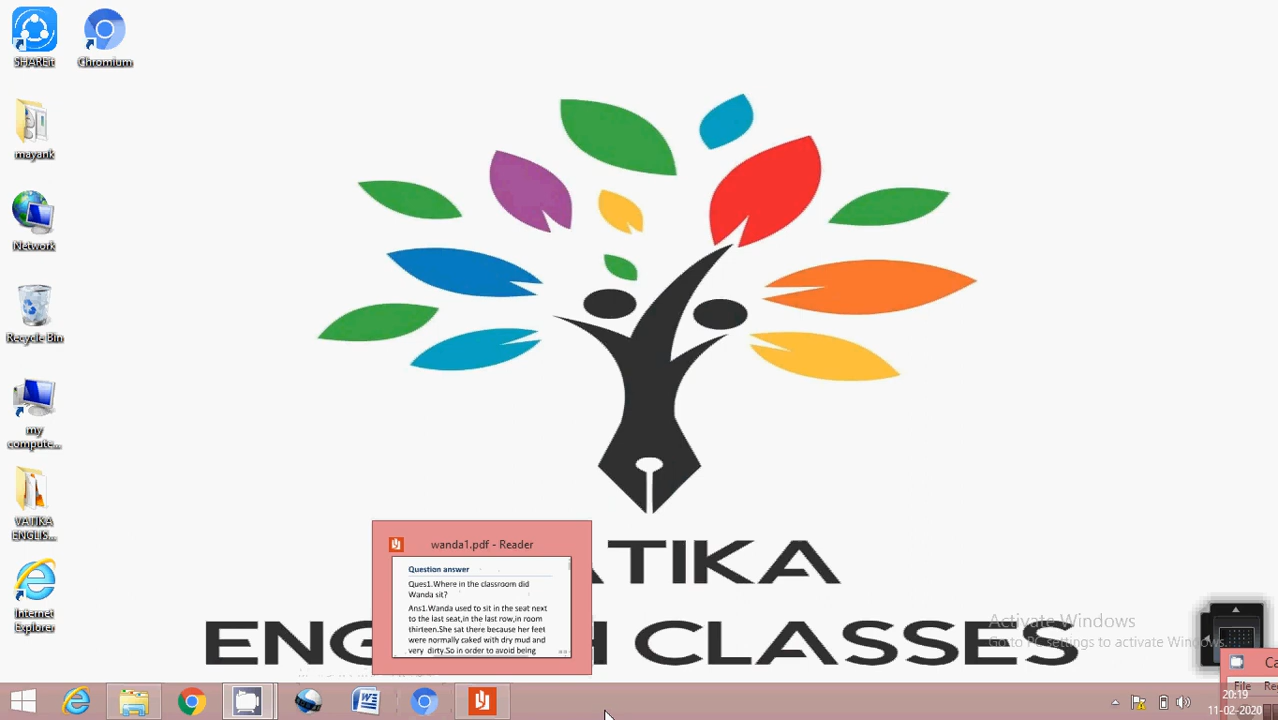 SHAREit
Chromium
mayank
Network
Recycle Bin
my
compute...
VATIKA
ENGLIS...
Internet
Explorer
wanda1.pdf - Reader
Question answer
Ques1.Where in the classroom did
Wanda sit?
Ans1.Wanda used to sit in the seat next
to the last seat,in the last row,in room
thirteen.She sat there because her feet
were normally caked with dry mud and
very dirty.So in order to avoid being
ATIKA
ENG H CLASSES
Activate Windows
Go to PC settings to activate Windows.
Ca
File Re
20:19
11-02-2020